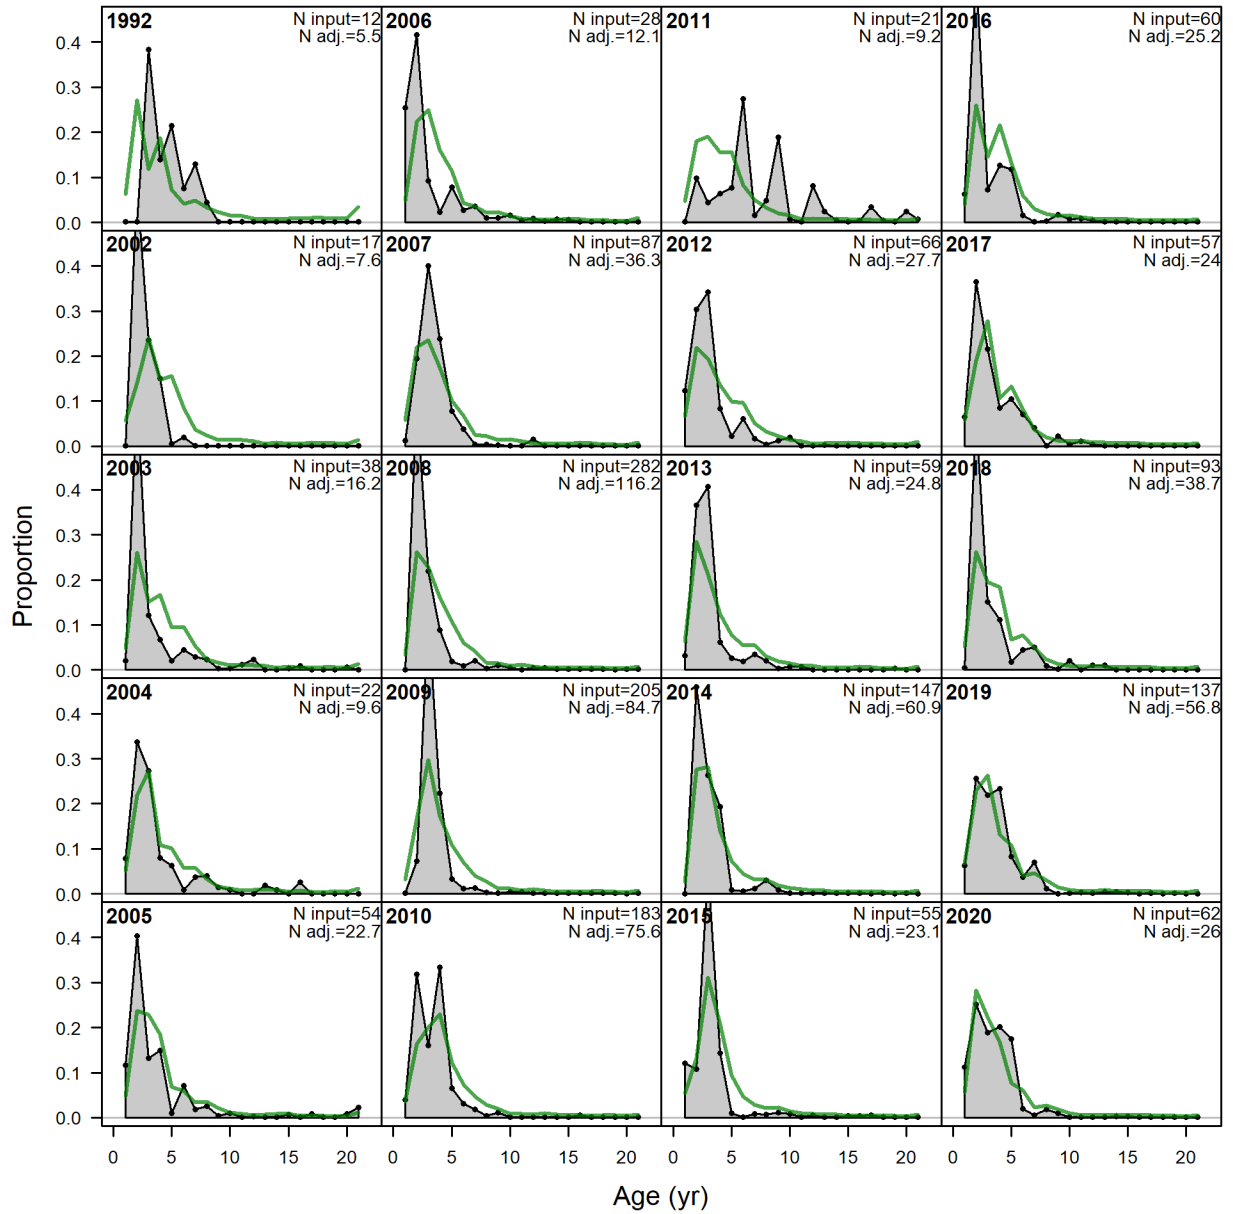 1992
N input=12
N adj.=5.5
2006
N input=28
N adj.=12.1
2011
N input=21
N adj.=9.2
2016
N input=60
N adj.=25.2
0.4
0.3
0.2
0.1
0.0
2002
N input=17
N adj.=7.6
2007
N input=87
N adj.=36.3
2012
N input=66
N adj.=27.7
2017
N input=57
N adj.=24
0.4
0.3
0.2
0.1
0.0
2003
N input=38
N adj.=16.2
2008
N input=282
N adj.=116.2
2013
N input=59
N adj.=24.8
2018
N input=93
N adj.=38.7
0.4
0.3
0.2
0.1
0.0
Proportion
2004
N input=22
N adj.=9.6
2009
N input=205
N adj.=84.7
2014
N input=147
N adj.=60.9
2019
N input=137
N adj.=56.8
0.4
0.3
0.2
0.1
0.0
2005
N input=54
N adj.=22.7
2010
N input=183
N adj.=75.6
2015
N input=55
N adj.=23.1
2020
N input=62
N adj.=26
0.4
0.3
0.2
0.1
0.0
0 5 10 15 20 0 5 10 15 20 0 5 10 15 20 0 5 10 15 20
Age (yr)